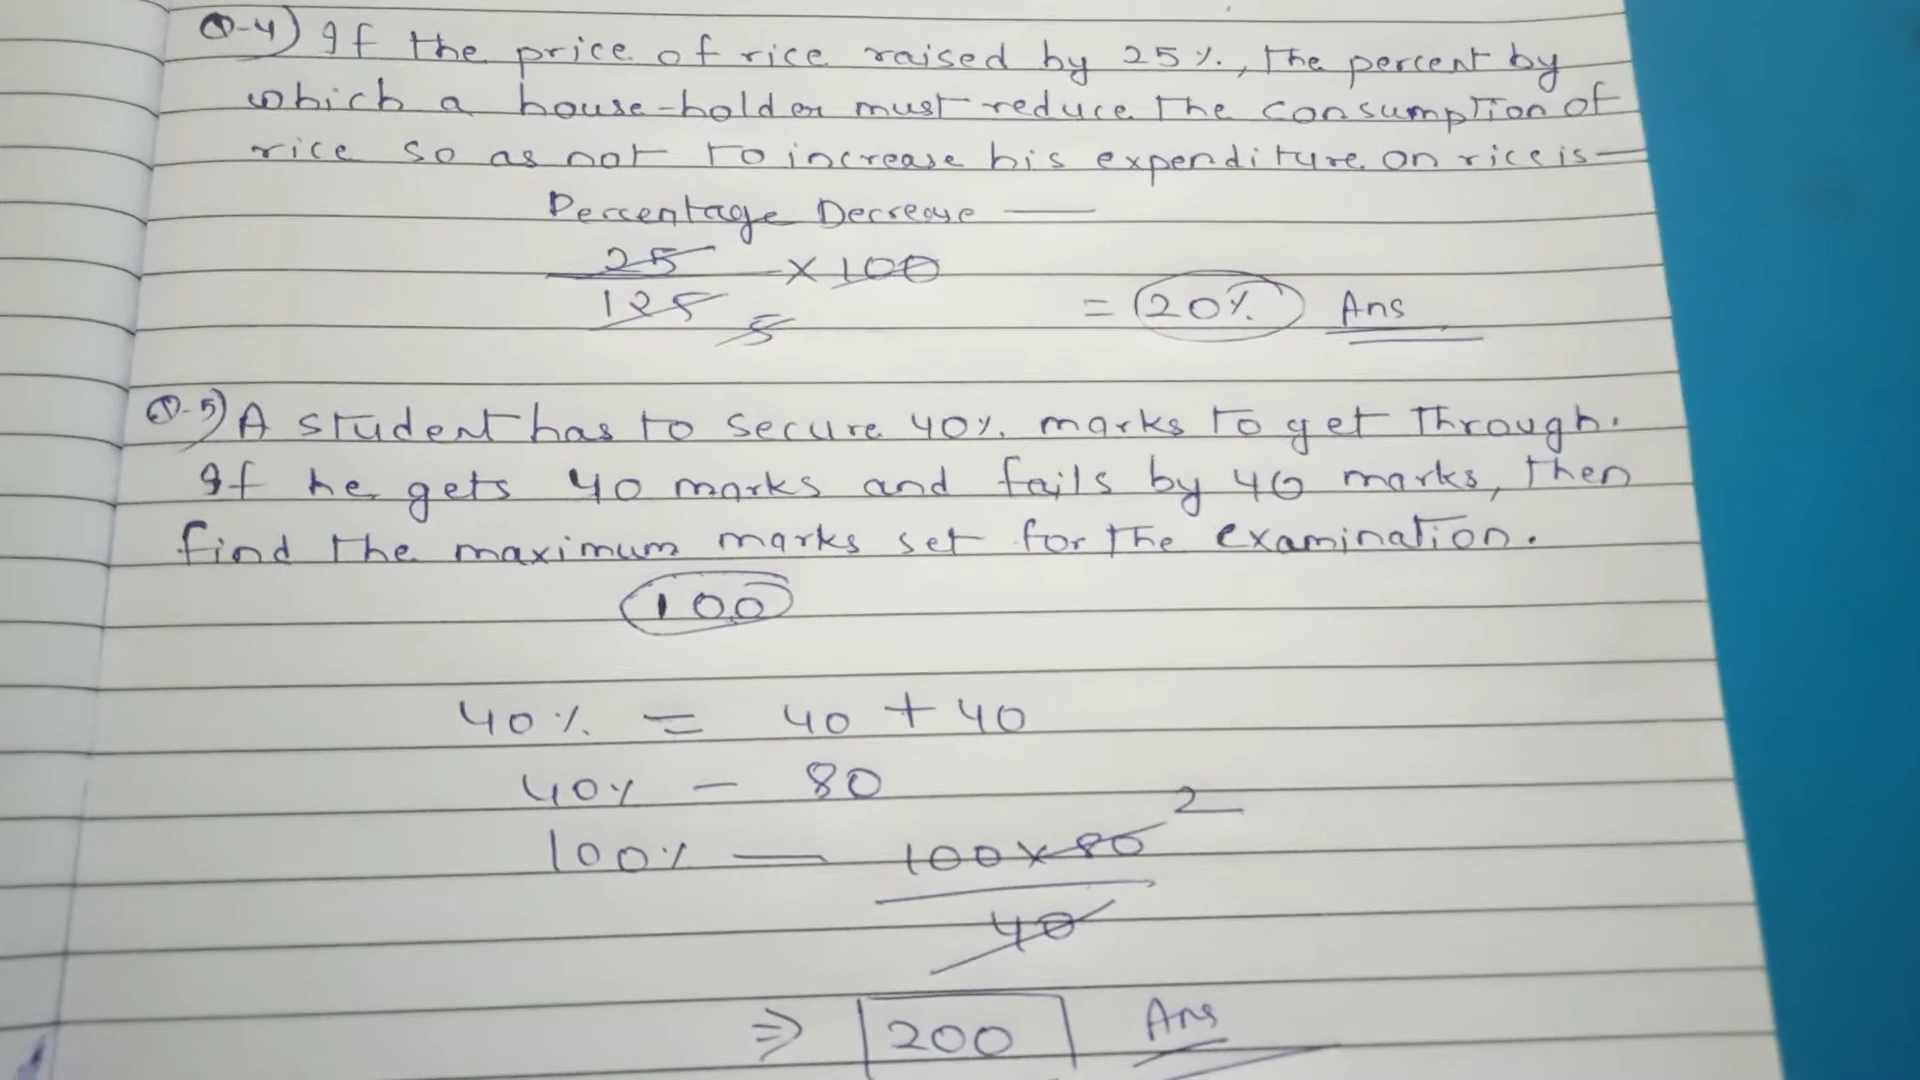 Q-4) If the price of rice raised by 25%, the percent by
which a house-holder must reduce the consumption of
rice so as not to increase his expenditure on rice is—
Percentage Decrease —
25
— × 100
125 5
= 20% Ans
Q-5) A student has to secure 40% marks to get through.
If he gets 40 marks and fails by 40 marks, then
find the maximum marks set for the examination.
100
40% = 40 + 40
40% - 80
100% — 100×80 2
40
⇒ 200 Ans